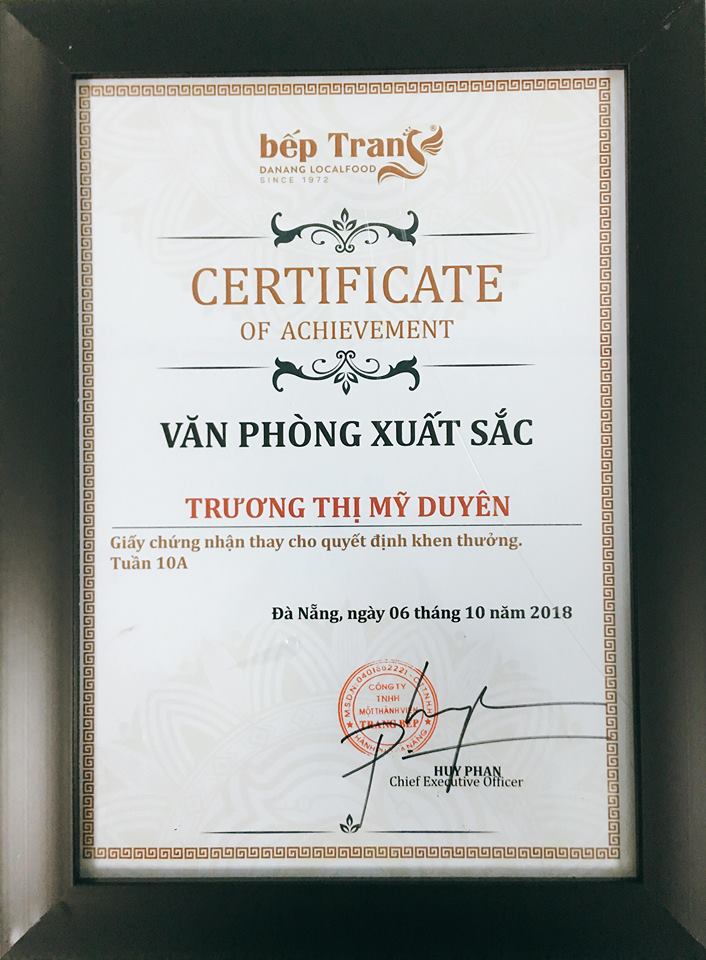 bếp Trang
DANANG LOCALFOOD
SINCE 1972
CERTIFICATE
OF ACHIEVEMENT
VĂN PHÒNG XUẤT SẮC
TRƯƠNG THỊ MỸ DUYÊN
Giấy chứng nhận thay cho quyết định khen thưởng.
Tuần 10A
Đà Nẵng, ngày 06 tháng 10 năm 2018
M.S.D.N: 0401862221
C.T.T.N.H.H
CÔNG TY
TNHH
MỘT THÀNH VIÊN
TRANG BẾP
HUY PHAN
Chief Executive Officer